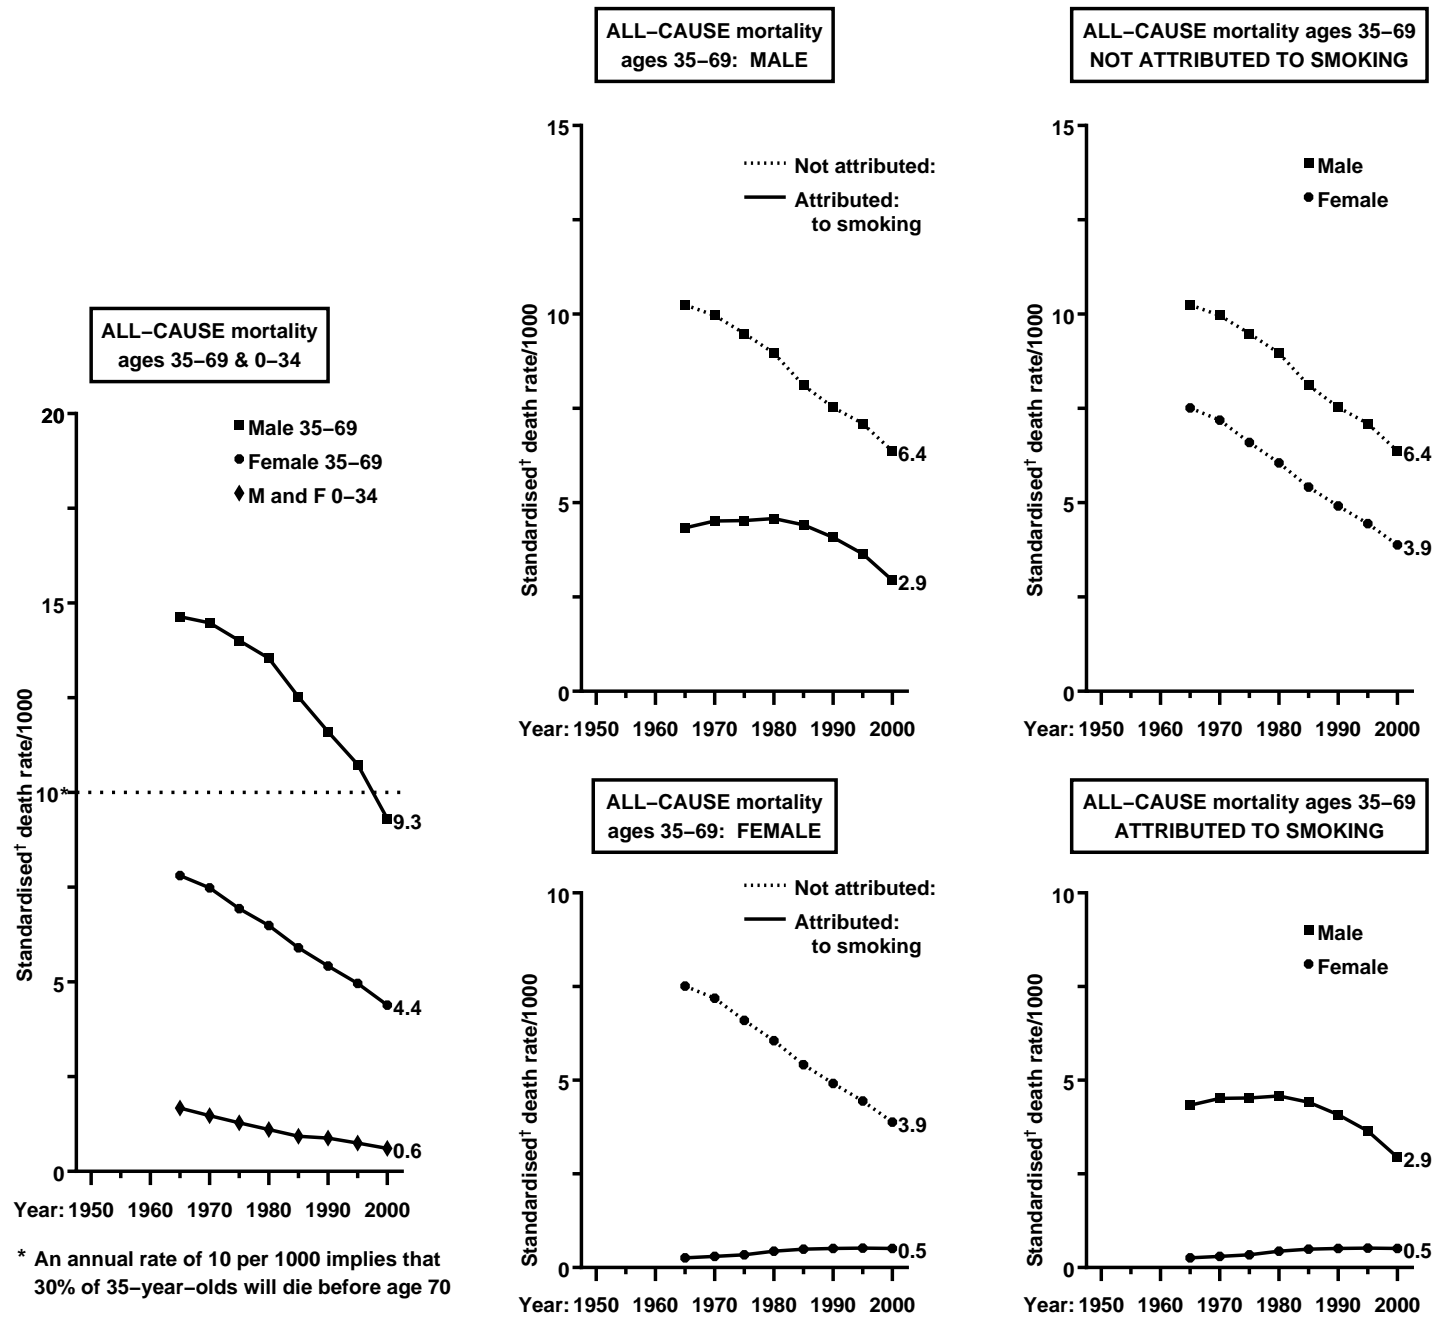 ALL−CAUSE mortality
ages 35−69 & 0−34
20
15
10*
5
0
Standardised† death rate/1000
Male 35−69
Female 35−69
M and F 0−34
9.3
4.4
0.6
Year: 1950 1960 1970 1980 1990 2000
* An annual rate of 10 per 1000 implies that
30% of 35−year−olds will die before age 70
ALL−CAUSE mortality
ages 35−69: MALE
15
10
5
0
Standardised† death rate/1000
Not attributed:
Attributed:
to smoking
6.4
2.9
Year: 1950 1960 1970 1980 1990 2000
ALL−CAUSE mortality ages 35−69
NOT ATTRIBUTED TO SMOKING
15
10
5
0
Standardised† death rate/1000
Male
Female
6.4
3.9
Year: 1950 1960 1970 1980 1990 2000
ALL−CAUSE mortality
ages 35−69: FEMALE
10
5
0
Standardised† death rate/1000
Not attributed:
Attributed:
to smoking
3.9
0.5
Year: 1950 1960 1970 1980 1990 2000
ALL−CAUSE mortality ages 35−69
ATTRIBUTED TO SMOKING
10
5
0
Standardised† death rate/1000
Male
Female
2.9
0.5
Year: 1950 1960 1970 1980 1990 2000